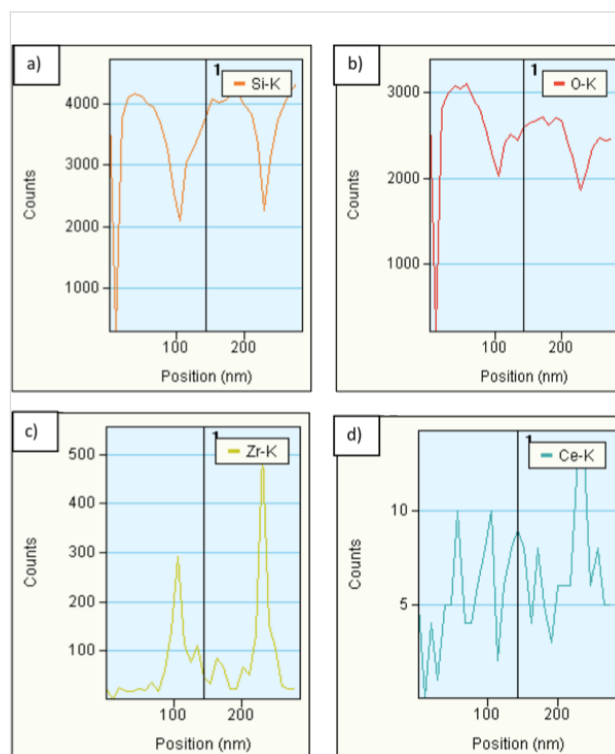 a)
1
Si-K
4000
3000
2000
1000
Counts
100 200
Position (nm)
b)
1
O-K
3000
2000
1000
Counts
100 200
Position (nm)
c)
1
Zr-K
500
400
300
200
100
Counts
100 200
Position (nm)
d)
1
Ce-K
10
5
Counts
100 200
Position (nm)